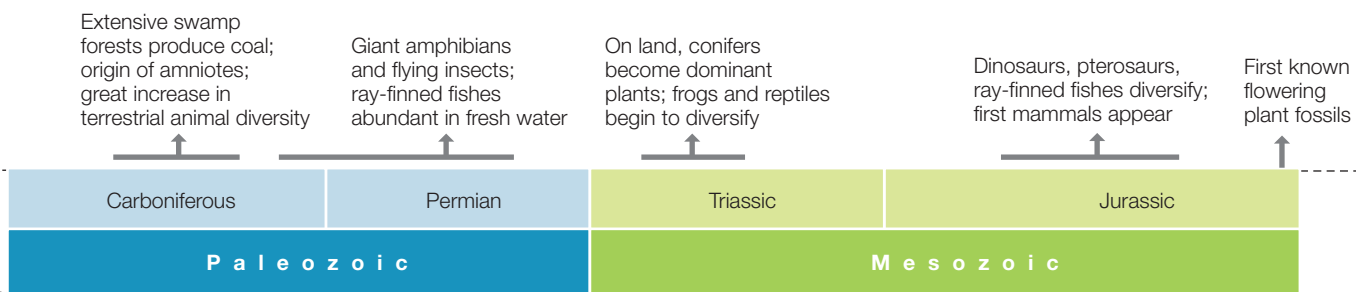 Extensive swamp
forests produce coal;
origin of amniotes;
great increase in
terrestrial animal diversity
Giant amphibians
and flying insects;
ray-finned fishes
abundant in fresh water
On land, conifers
become dominant
plants; frogs and reptiles
begin to diversify
Dinosaurs, pterosaurs,
ray-finned fishes diversify;
first mammals appear
First known
flowering
plant fossils
Carboniferous
Permian
Triassic
Jurassic
Paleozoic
Mesozoic